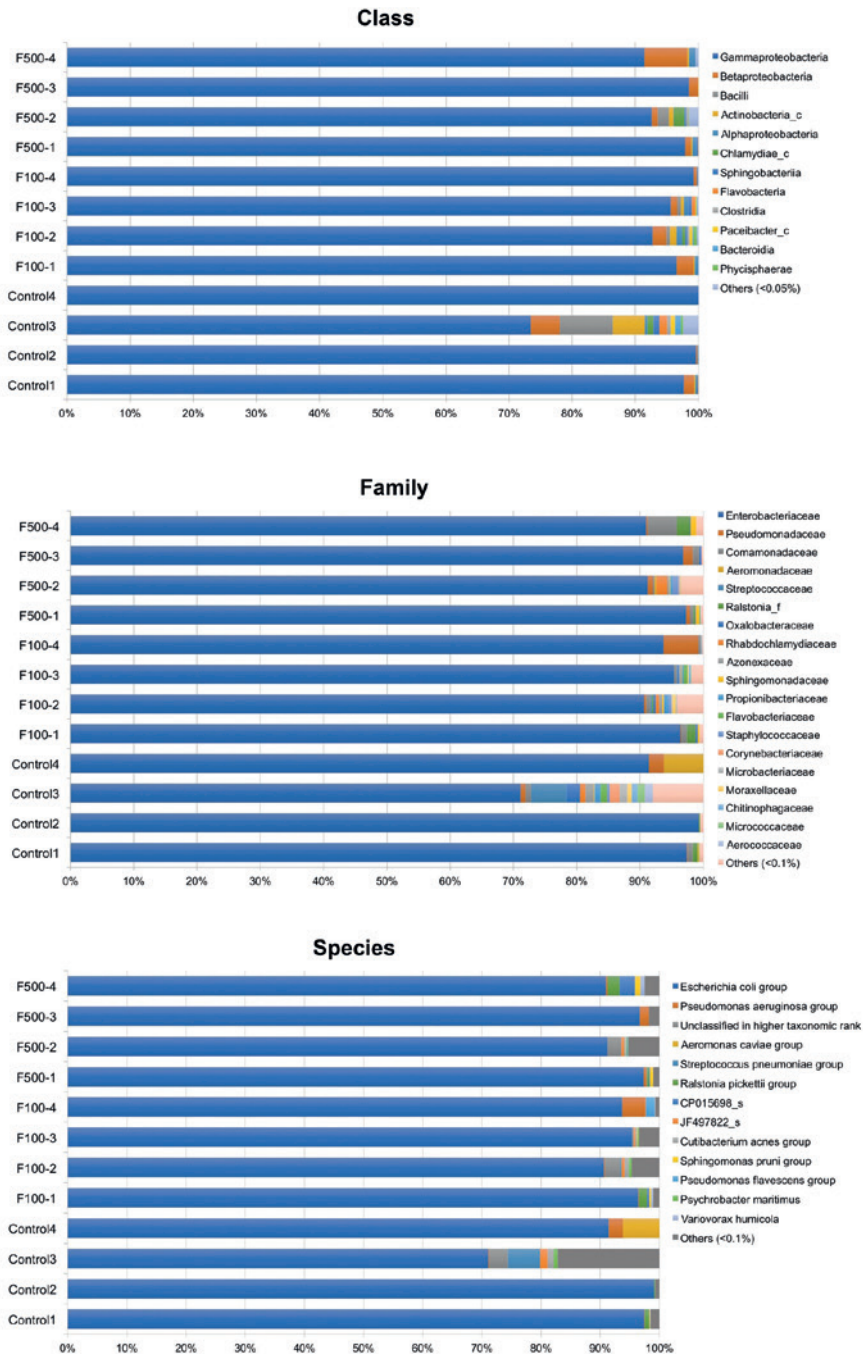 Class
F500-4
F500-3
F500-2
F500-1
F100-4
F100-3
F100-2
F100-1
Control4
Control3
Control2
Control1
0% 10% 20% 30% 40% 50% 60% 70% 80% 90% 100%
Gammaproteobacteria
Betaproteobacteria
Bacilli
Actinobacteria_c
Alphaproteobacteria
Chlamydiae_c
Sphingobacteriia
Flavobacteria
Clostridia
Paceibacter_c
Bacteroidia
Phycisphaerae
Others (<0.05%)
Family
F500-4
F500-3
F500-2
F500-1
F100-4
F100-3
F100-2
F100-1
Control4
Control3
Control2
Control1
0% 10% 20% 30% 40% 50% 60% 70% 80% 90% 100%
Enterobacteriaceae
Pseudomonadaceae
Comamonadaceae
Aeromonadaceae
Streptococcaceae
Ralstonia_f
Oxalobacteraceae
Rhabdochlamydiaceae
Azonexaceae
Sphingomonadaceae
Propionibacteriaceae
Flavobacteriaceae
Staphylococcaceae
Corynebacteriaceae
Microbacteriaceae
Moraxellaceae
Chitinophagaceae
Micrococcaceae
Aerococcaceae
Others (<0.1%)
Species
F500-4
F500-3
F500-2
F500-1
F100-4
F100-3
F100-2
F100-1
Control4
Control3
Control2
Control1
0% 10% 20% 30% 40% 50% 60% 70% 80% 90% 100%
Escherichia coli group
Pseudomonas aeruginosa group
Unclassified in higher taxonomic rank
Aeromonas caviae group
Streptococcus pneumoniae group
Ralstonia pickettii group
CP015698_s
JF497822_s
Cutibacterium acnes group
Sphingomonas pruni group
Pseudomonas flavescens group
Psychrobacter maritimus
Variovorax humicola
Others (<0.1%)